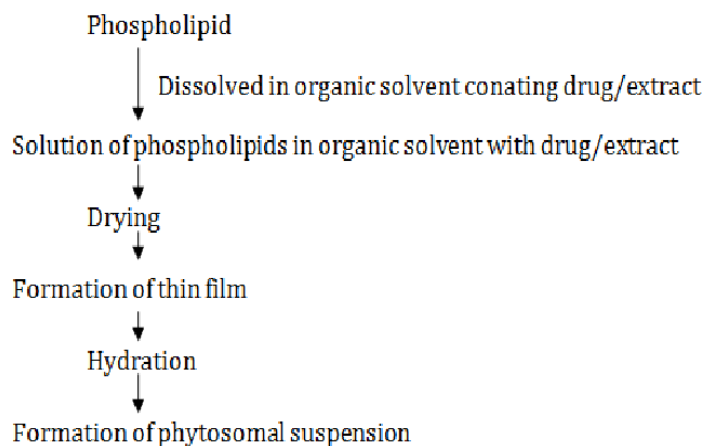 Phospholipid
Dissolved in organic solvent conating drug/extract
Solution of phospholipids in organic solvent with drug/extract
Drying
Formation of thin film
Hydration
Formation of phytosomal suspension